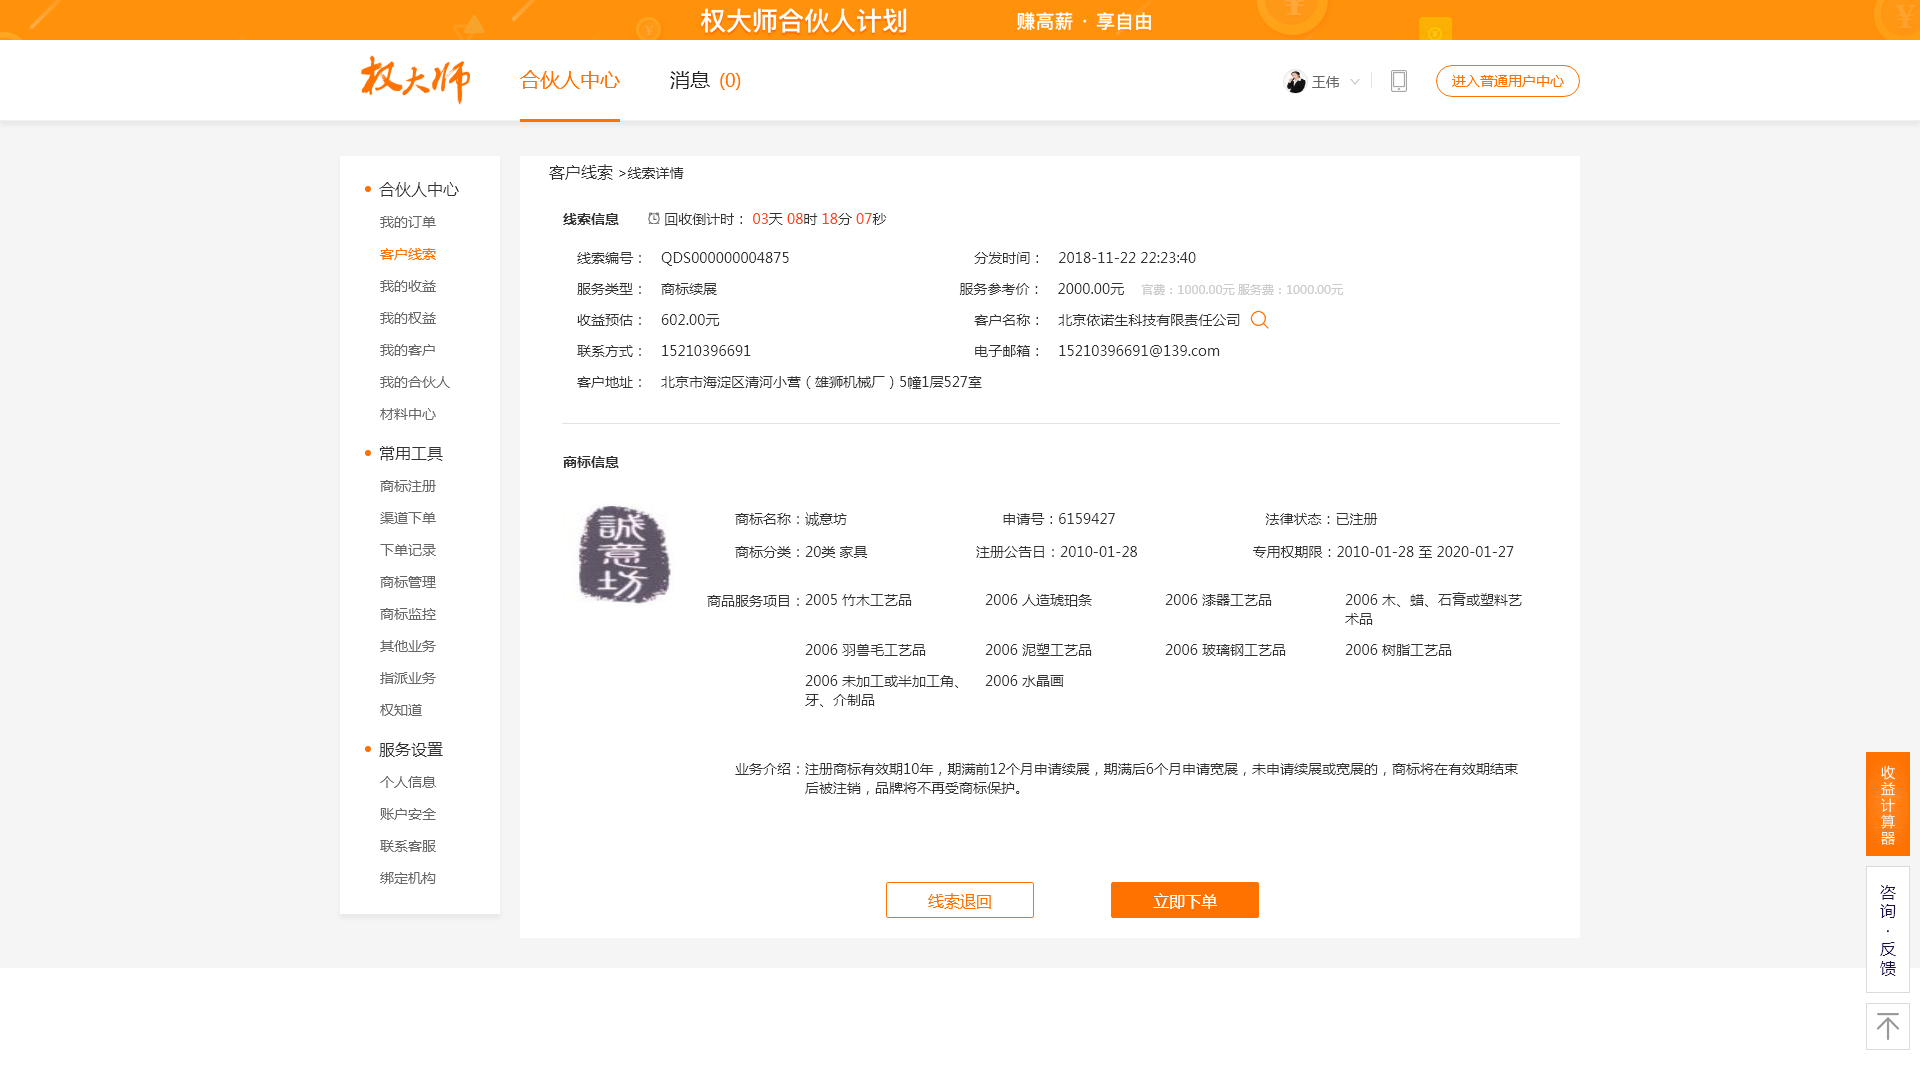 权大师合伙人计划 赚高薪 · 享自由
权大师 合伙人中心 消息 (0) 王伟 进入普通用户中心
合伙人中心
我的订单
客户线索
我的收益
我的权益
我的客户
我的合伙人
材料中心
常用工具
商标注册
渠道下单
下单记录
商标管理
商标监控
其他业务
指派业务
权知道
服务设置
个人信息
账户安全
联系客服
绑定机构
客户线索 >线索详情
线索信息 回收倒计时： 03天 08时 18分 07秒
线索编号： QDS000000004875 分发时间： 2018-11-22 22:23:40
服务类型： 商标续展 服务参考价： 2000.00元 官费：1000.00元 服务费：1000.00元
收益预估： 602.00元 客户名称： 北京依诺生科技有限责任公司
联系方式： 15210396691 电子邮箱： 15210396691@139.com
客户地址： 北京市海淀区清河小营（雄狮机械厂）5幢1层527室
商标信息
誠意坊
商标名称：诚意坊 申请号：6159427 法律状态：已注册
商标分类：20类 家具 注册公告日：2010-01-28 专用权期限：2010-01-28 至 2020-01-27
商品服务项目：2005 竹木工艺品 2006 人造琥珀条 2006 漆器工艺品 2006 木、蜡、石膏或塑料艺
术品
2006 羽兽毛工艺品 2006 泥塑工艺品 2006 玻璃钢工艺品 2006 树脂工艺品
2006 未加工或半加工角、 2006 水晶画
牙、介制品
业务介绍：注册商标有效期10年，期满前12个月申请续展，期满后6个月申请宽展，未申请续展或宽展的，商标将在有效期结束
后被注销，品牌将不再受商标保护。
线索退回 立即下单
收益计算器
咨询·反馈